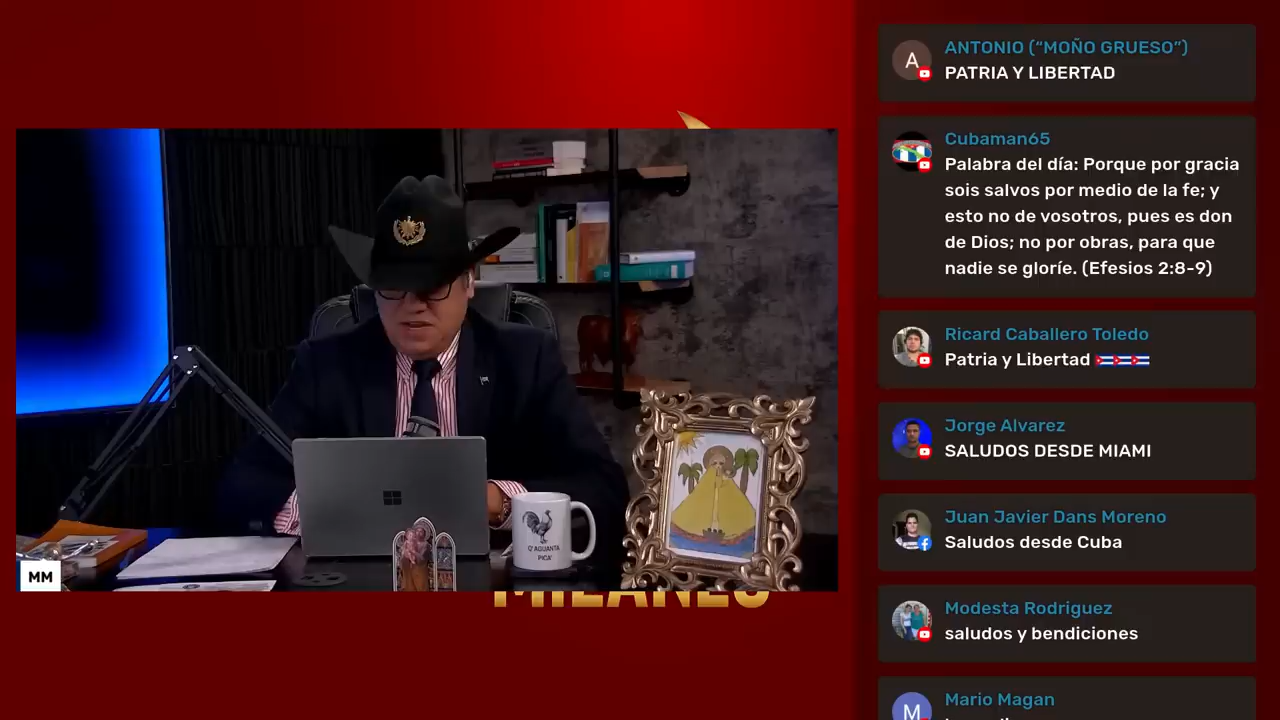 ANTONIO (“MOÑO GRUESO”)
PATRIA Y LIBERTAD
Cubaman65
Palabra del día: Porque por gracia
sois salvos por medio de la fe; y
esto no de vosotros, pues es don
de Dios; no por obras, para que
nadie se gloríe. (Efesios 2:8-9)
Ricard Caballero Toledo
Patria y Libertad
Jorge Alvarez
SALUDOS DESDE MIAMI
Juan Javier Dans Moreno
Saludos desde Cuba
Modesta Rodriguez
saludos y bendiciones
Mario Magan
A
M
Q'AGUANTA
PICA'
MM
MILANES